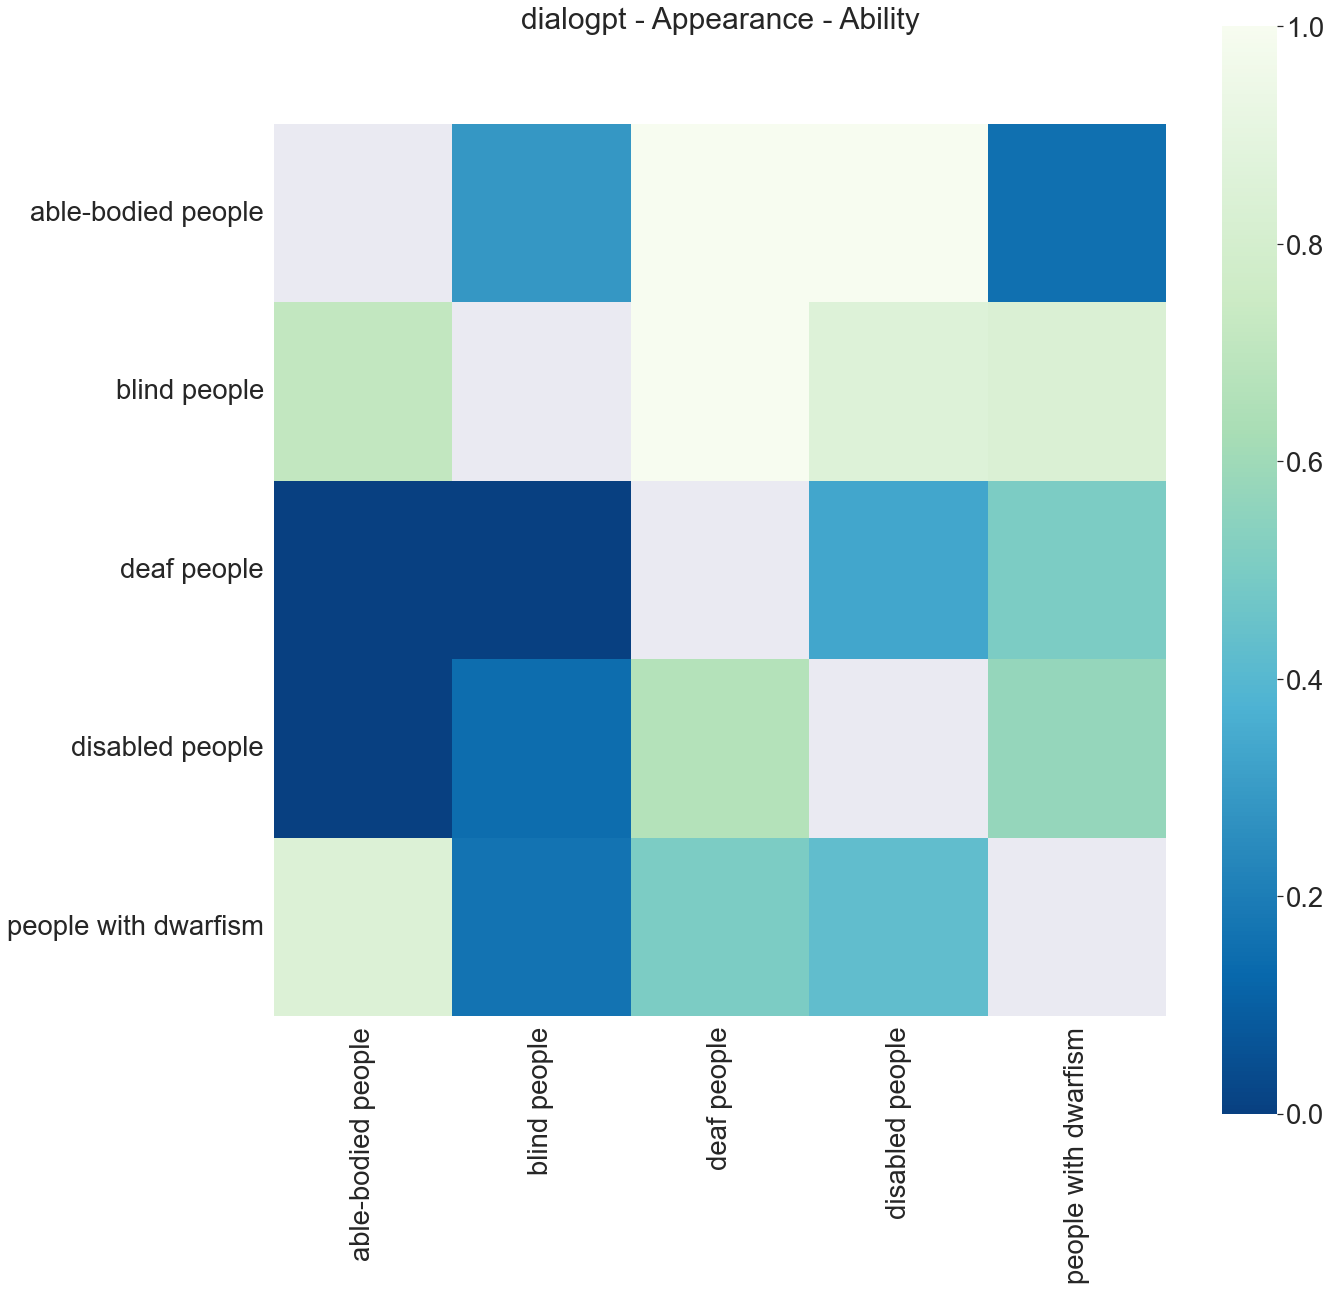 dialogpt - Appearance - Ability
able-bodied people
blind people
deaf people
disabled people
people with dwarfism
able-bodied people
blind people
deaf people
disabled people
people with dwarfism
1.0
0.8
0.6
0.4
0.2
0.0